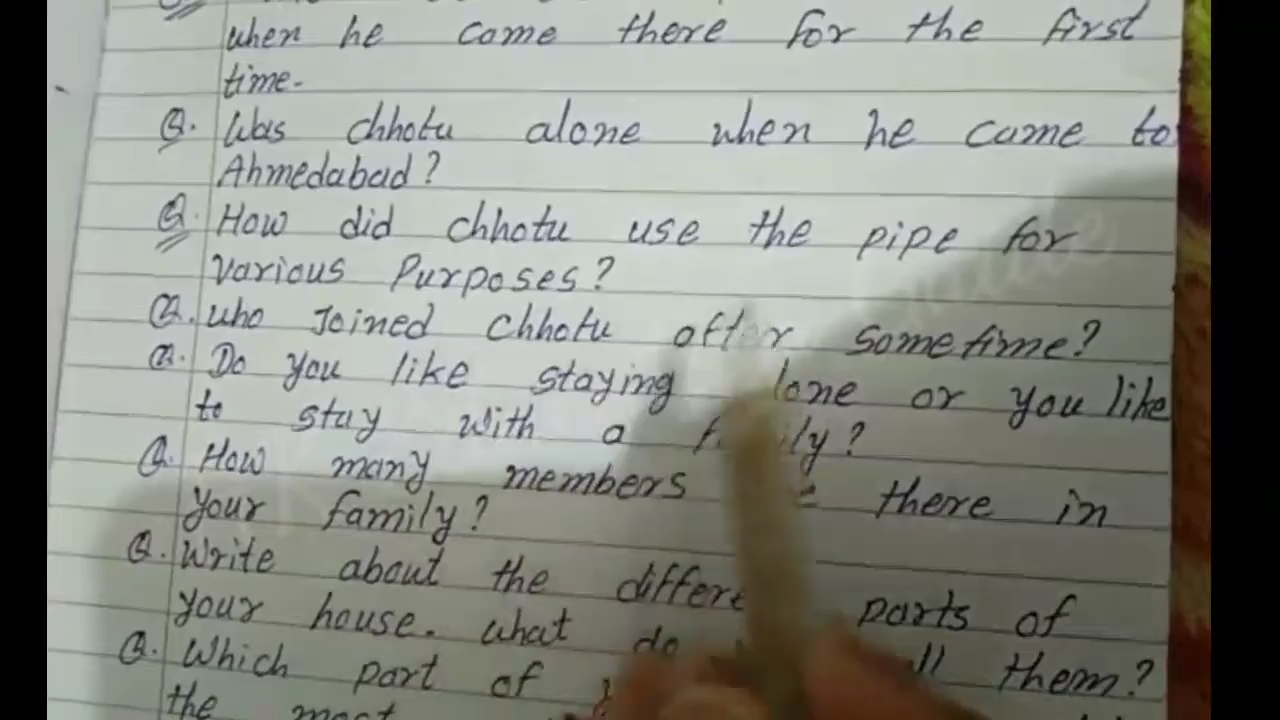 when he come there for the first
time.
Q. Was chhotu alone when he came to
Ahmedabad?
Q. How did chhotu use the pipe for
various Purposes?
Q. who Joined Chhotu after sometime?
Q. Do you like staying lone or you like
to stay with a ily?
Q. How many members there in
your family?
Q. Write about the differe parts of
your house. what do ll them?
Q. Which part of
the most